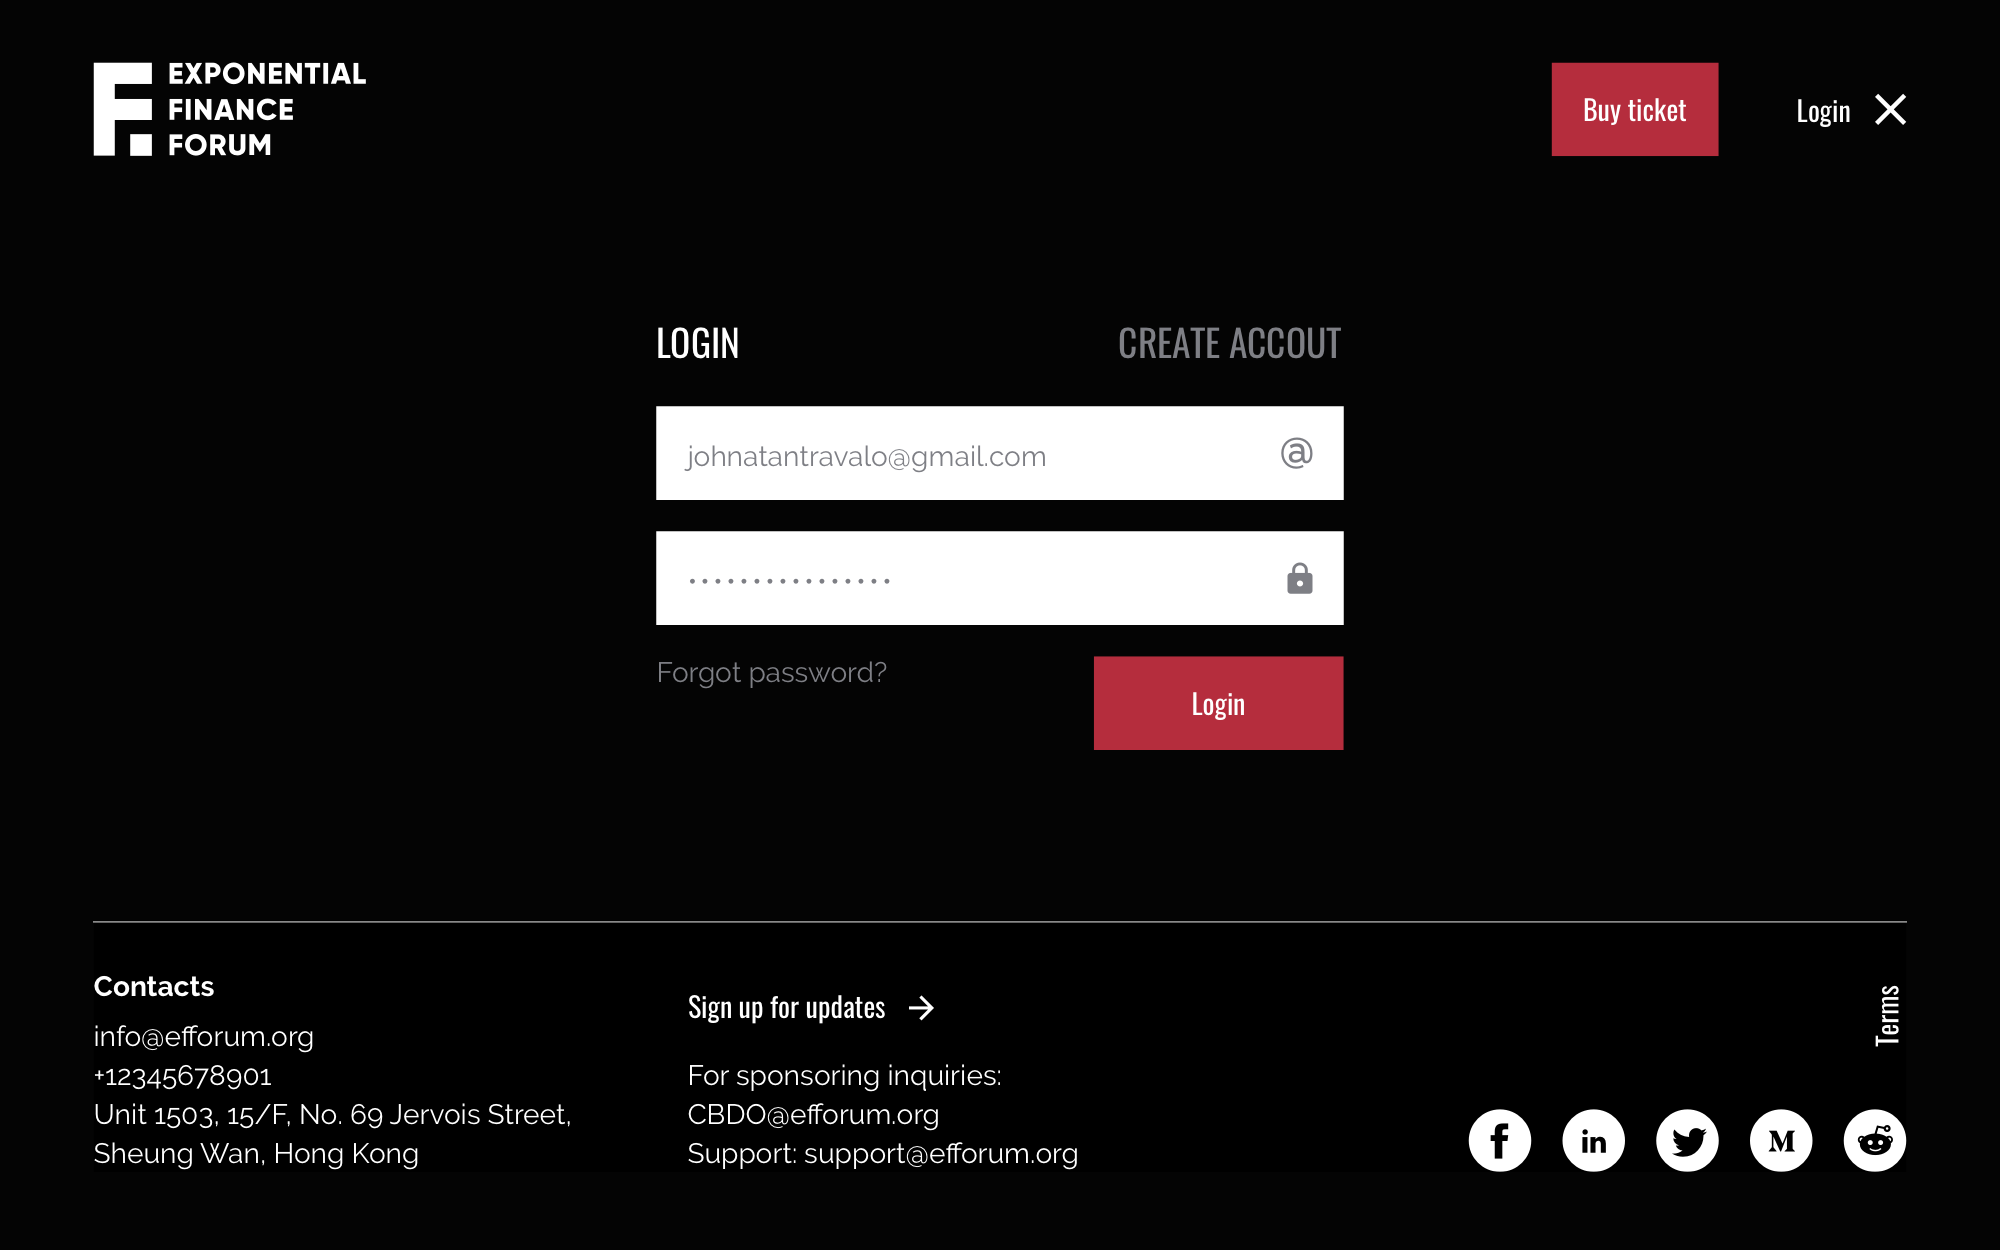 EXPONENTIAL
FINANCE
FORUM
Buy ticket
Login
LOGIN
CREATE ACCOUT
johnatantravalo@gmail.com
@
Forgot password?
Login
Contacts
info@efforum.org
+12345678901
Unit 1503, 15/F, No. 69 Jervois Street,
Sheung Wan, Hong Kong
Sign up for updates
For sponsoring inquiries:
CBDO@efforum.org
Support: support@efforum.org
Terms